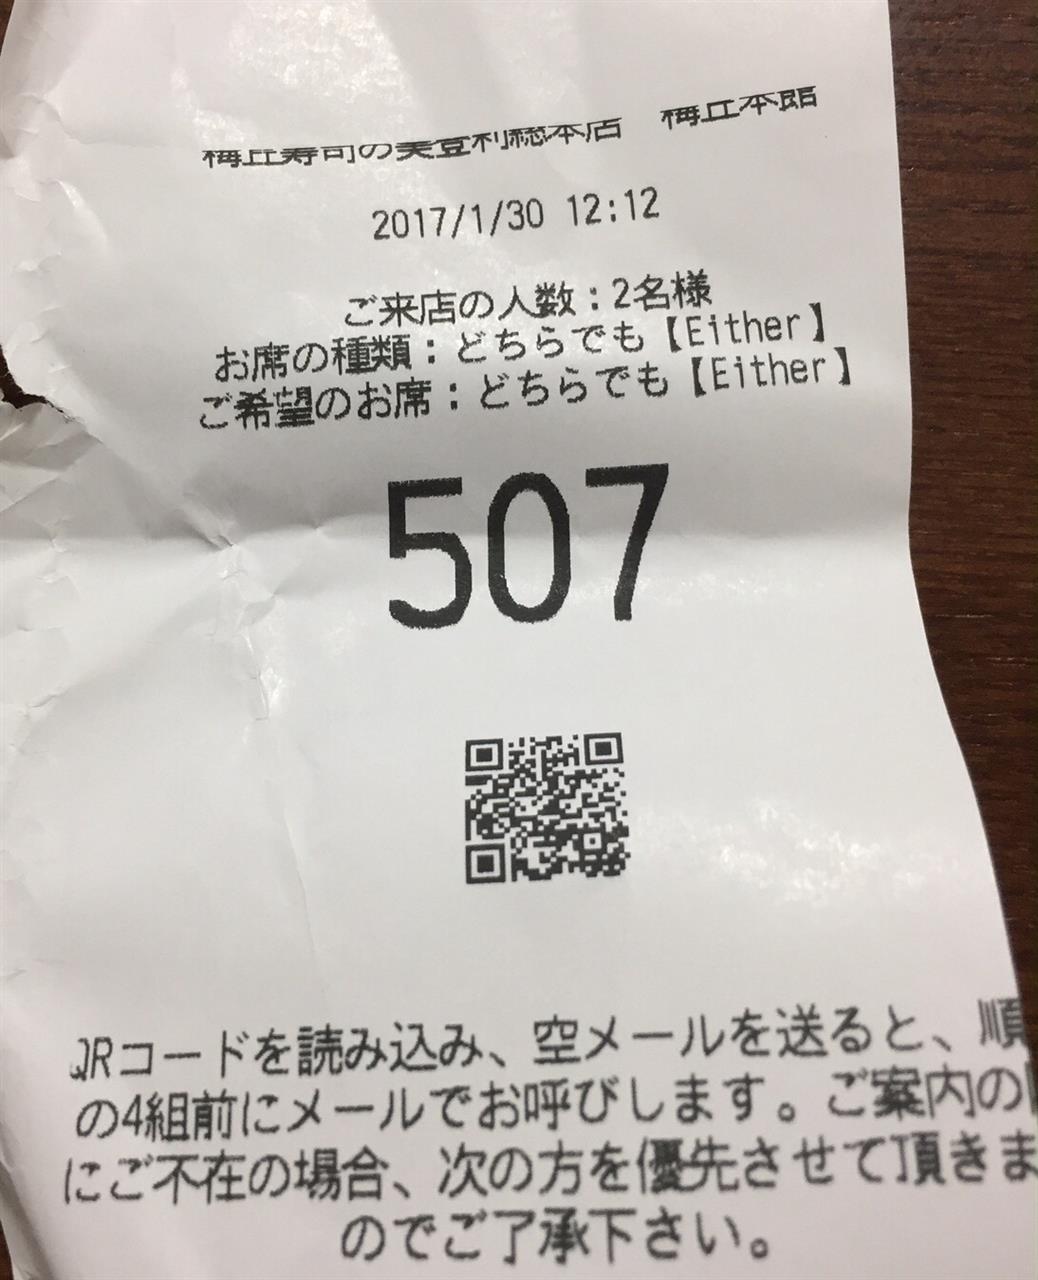 梅丘寿司の美登利総本店 梅丘本館
2017/1/30 12:12
ご来店の人数：2名様
お席の種類：どちらでも【Either】
ご希望のお席：どちらでも【Either】
507
QRコードを読み込み、空メールを送ると、順
の4組前にメールでお呼びします。ご案内の
にご不在の場合、次の方を優先させて頂きま
のでご了承下さい。